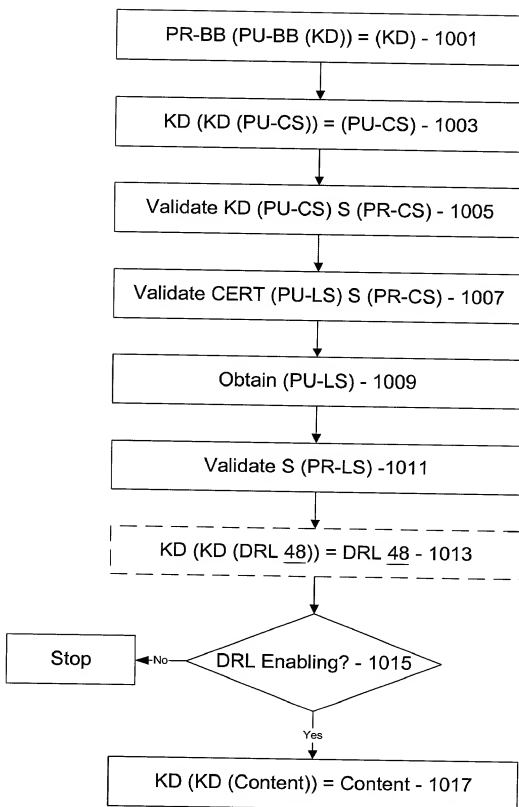 PR-BB (PU-BB (KD)) = (KD) - 1001
KD (KD (PU-CS)) = (PU-CS) - 1003
Validate KD (PU-CS) S (PR-CS) - 1005
Validate CERT (PU-LS) S (PR-CS) - 1007
Obtain (PU-LS) - 1009
Validate S (PR-LS) -1011
KD (KD (DRL 48)) = DRL 48 - 1013
DRL Enabling? - 1015
No
Stop
Yes
KD (KD (Content)) = Content - 1017